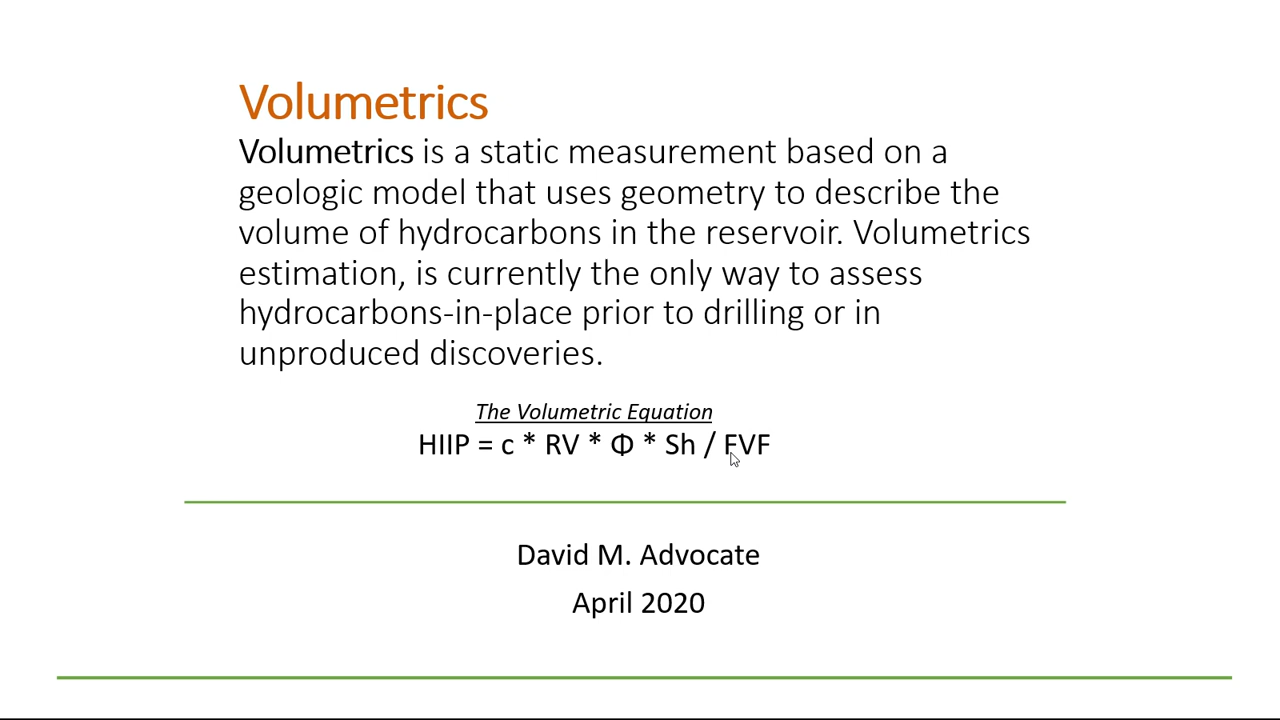 Volumetrics
Volumetrics is a static measurement based on a
geologic model that uses geometry to describe the
volume of hydrocarbons in the reservoir. Volumetrics
estimation, is currently the only way to assess
hydrocarbons-in-place prior to drilling or in
unproduced discoveries.
The Volumetric Equation
HIIP = c * RV * Φ * Sh / FVF
David M. Advocate
April 2020